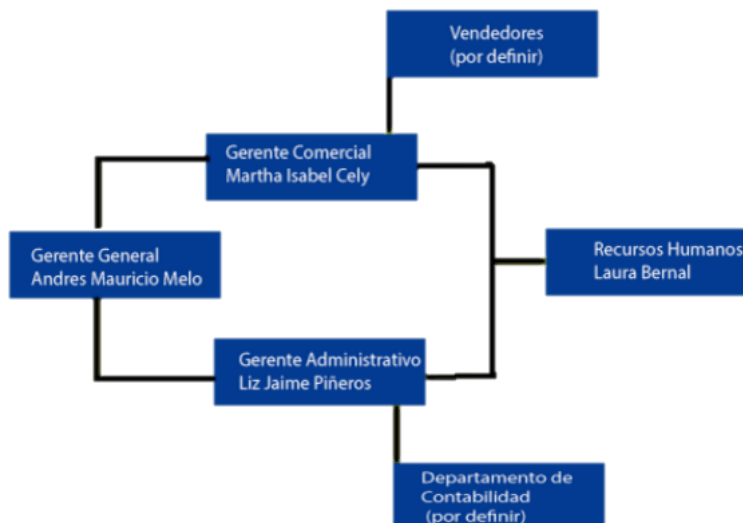 Vendedores
(por definir)
Gerente Comercial
Martha Isabel Cely
Gerente General
Andres Mauricio Melo
Recursos Humanos
Laura Bernal
Gerente Administrativo
Liz Jaime Piñeros
Departamento de
Contabilidad
(por definir)